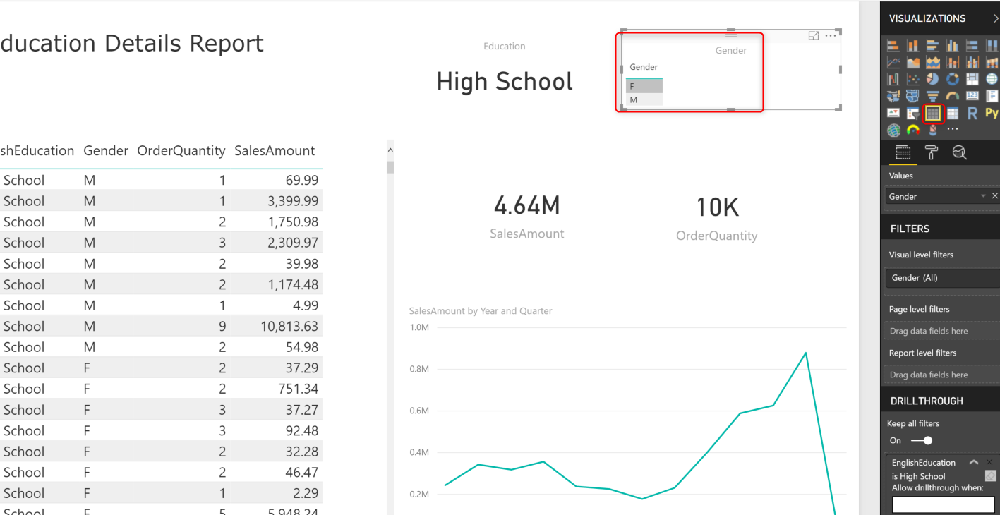 ducation Details Report
Education
High School
Gender
Gender
F
M
shEducation Gender OrderQuantity SalesAmount
School M 1 69.99
School M 1 3,399.99
School M 2 1,750.98
School M 3 2,309.97
School M 2 39.98
School M 2 1,174.48
School M 1 4.99
School M 9 10,813.63
School M 2 54.98
School F 2 37.29
School F 2 751.34
School F 3 37.27
School F 3 92.48
School F 2 32.28
School F 2 46.47
School F 1 2.29
School F 5 5,948.24
4.64M
SalesAmount
10K
OrderQuantity
SalesAmount by Year and Quarter
1.0M
0.8M
0.6M
0.4M
0.2M
VISUALIZATIONS
123
R Py
Values
Gender
FILTERS
Visual level filters
Gender (All)
Page level filters
Drag data fields here
Report level filters
Drag data fields here
DRILLTHROUGH
Keep all filters
On
EnglishEducation
is High School
Allow drillthrough when: